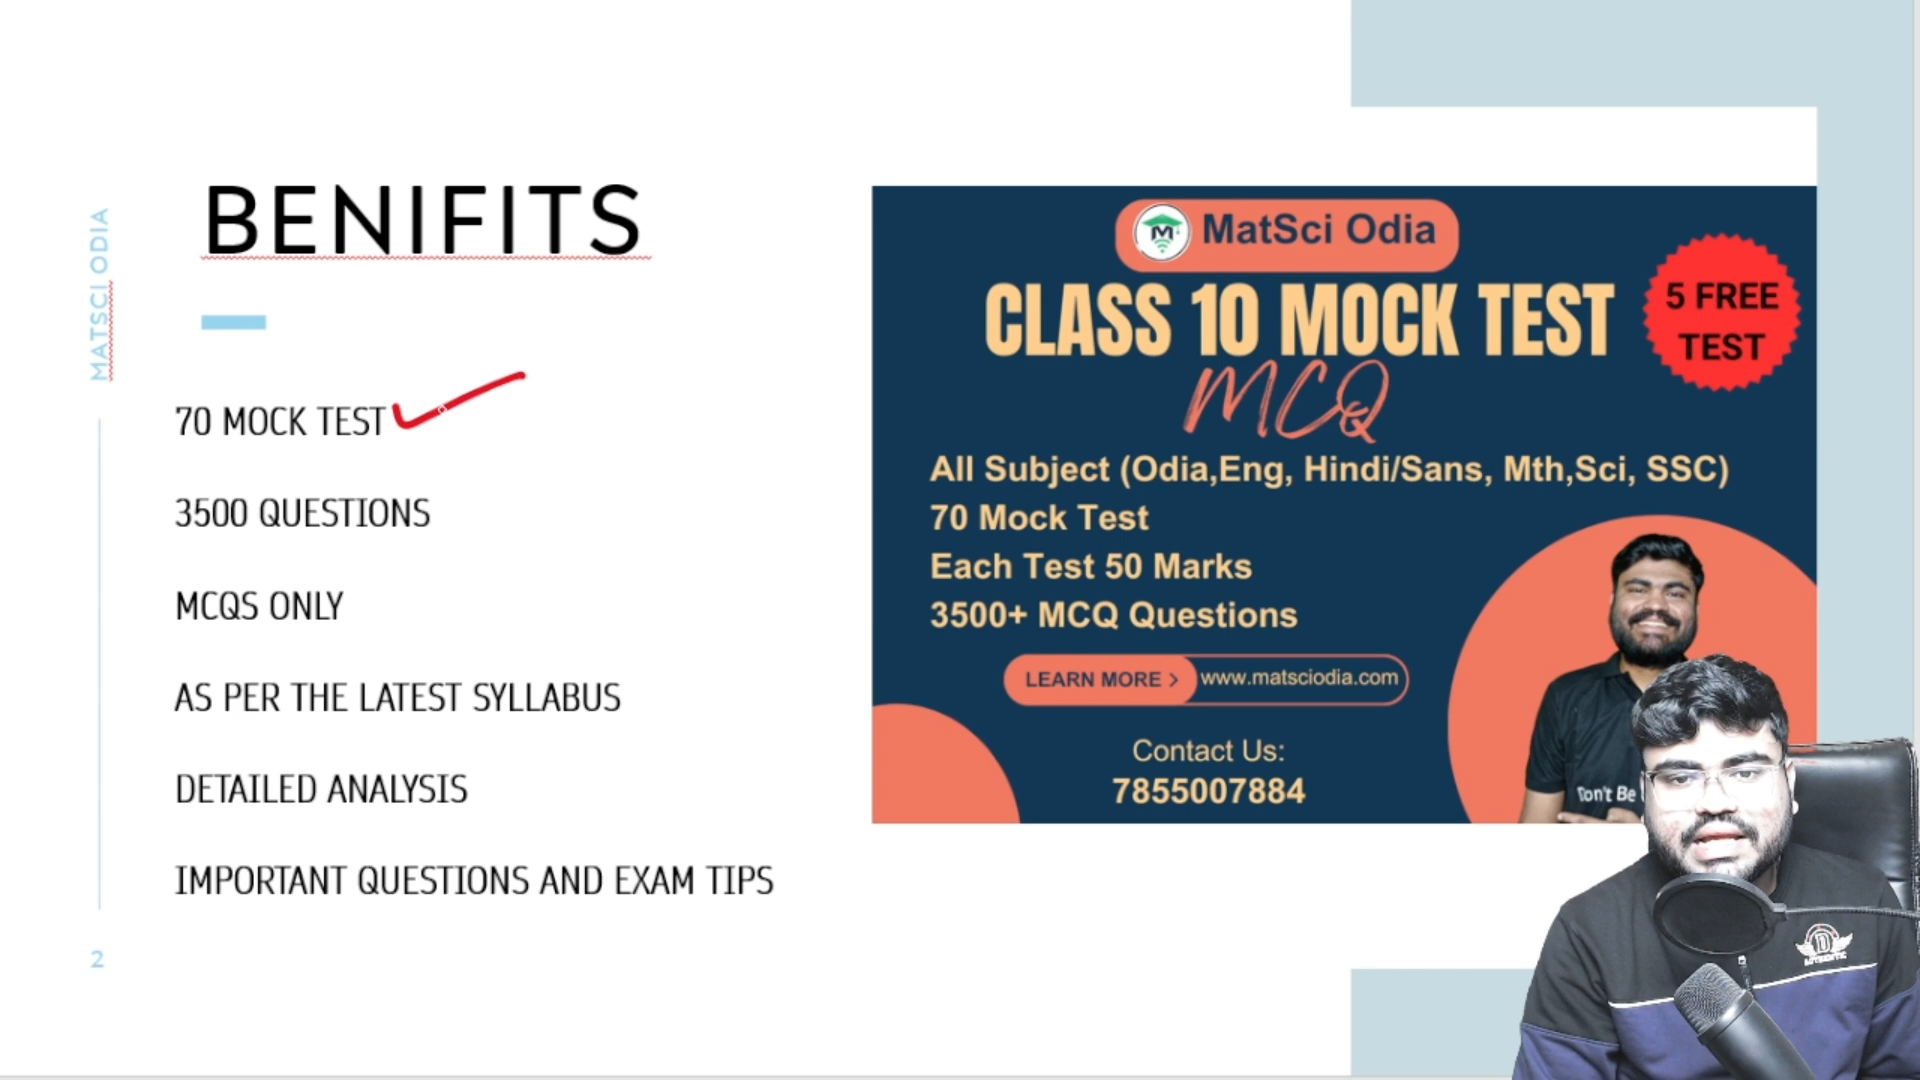 BENIFITS
MATSCI ODIA
70 MOCK TEST
3500 QUESTIONS
MCQS ONLY
AS PER THE LATEST SYLLABUS
DETAILED ANALYSIS
IMPORTANT QUESTIONS AND EXAM TIPS
2
M MatSci Odia
CLASS 10 MOCK TEST
MCQ
5 FREE
TEST
All Subject (Odia,Eng, Hindi/Sans, Mth,Sci, SSC)
70 Mock Test
Each Test 50 Marks
3500+ MCQ Questions
LEARN MORE > www.matsciodia.com
Contact Us:
7855007884
Don't Be
D
AUTHENTIC